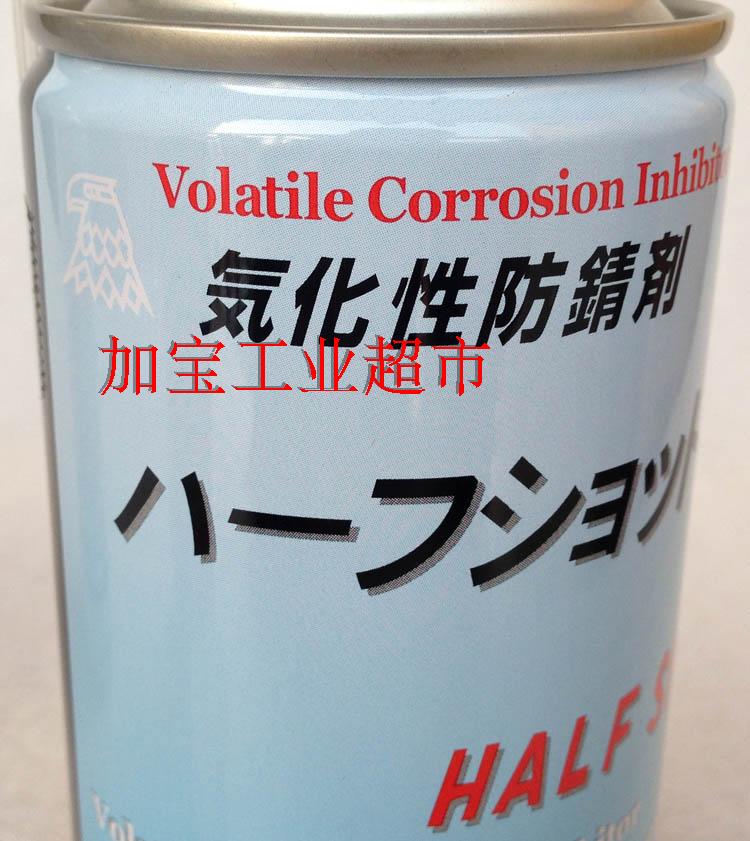 Volatile Corrosion Inhibit
気化性防錆剤
加宝工业超市
ハーフショット
HALF S